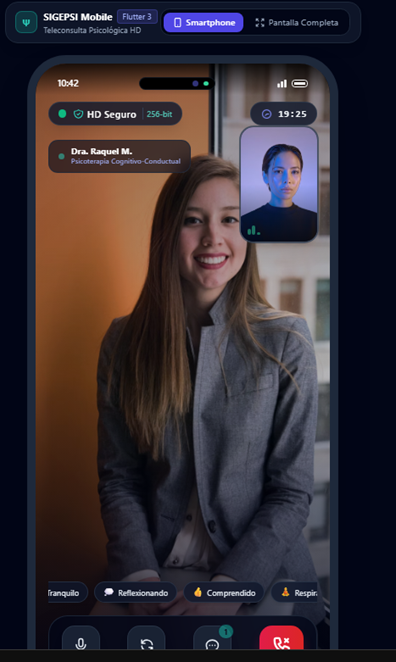 ψ
SIGEPSI Mobile Flutter 3
Teleconsulta Psicológica HD
Smartphone
Pantalla Completa
10:42
HD Seguro 256-bit
19:25
Dra. Raquel M.
Psicoterapia Cognitivo-Conductual
Tranquilo
Reflexionando
Comprendido
1